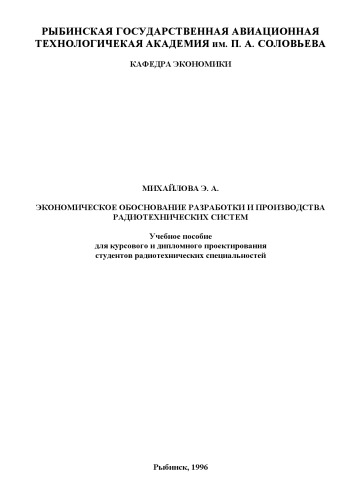 РЫБИНСКАЯ ГОСУДАРСТВЕННАЯ АВИАЦИОННАЯ
ТЕХНОЛОГИЧЕКАЯ АКАДЕМИЯ им. П. А. СОЛОВЬЕВА
КАФЕДРА ЭКОНОМИКИ
МИХАЙЛОВА Э. А.
ЭКОНОМИЧЕСКОЕ ОБОСНОВАНИЕ РАЗРАБОТКИ И ПРОИЗВОДСТВА
РАДИОТЕХНИЧЕСКИХ СИСТЕМ
Учебное пособие
для курсового и дипломного проектирования
студентов радиотехнических специальностей
Рыбинск, 1996